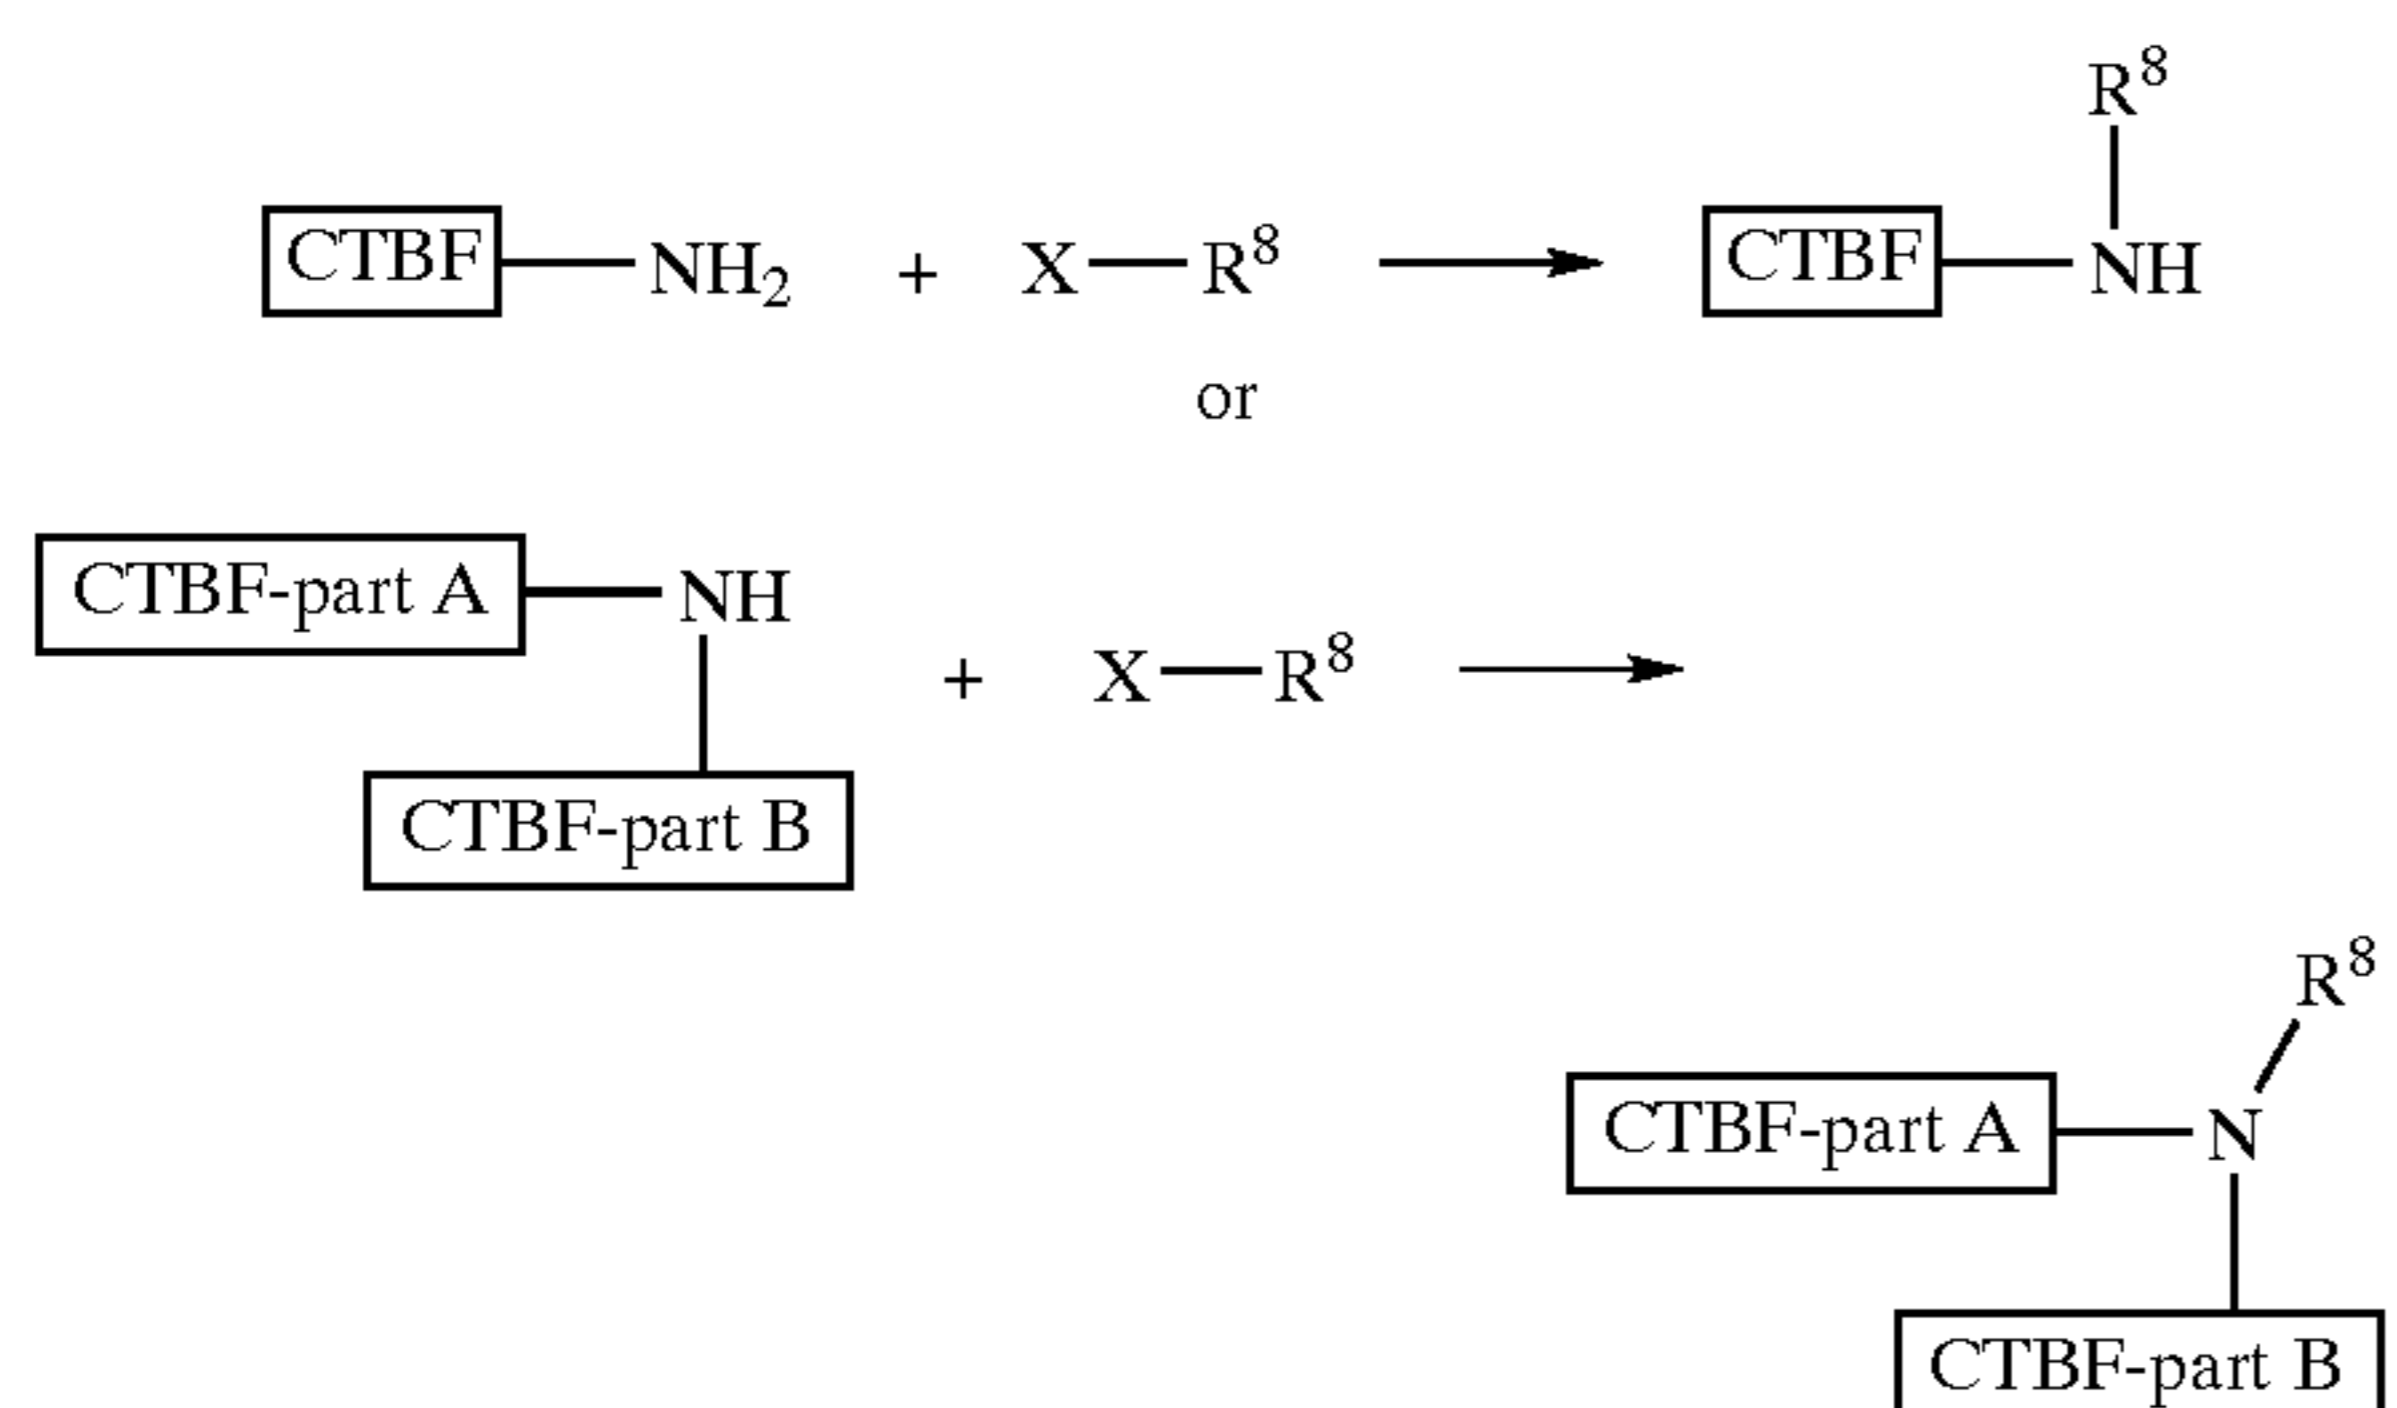 R⁸
CTBF NH₂ + X R⁸ CTBF NH
or
CTBF-part A NH
+ X R⁸
CTBF-part B
R⁸
CTBF-part A N
CTBF-part B